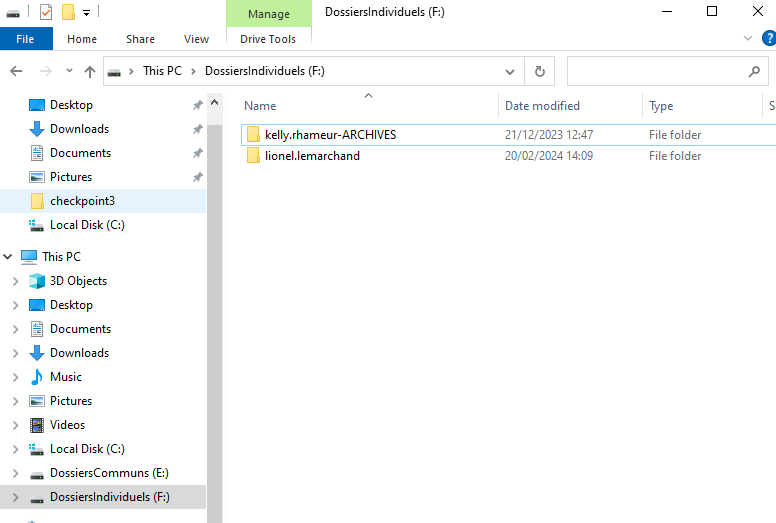 Manage
DossiersIndividuels (F:)
File
Home
Share
View
Drive Tools
?
This PC
DossiersIndividuels (F:)
Desktop
Downloads
Documents
Pictures
checkpoint3
Local Disk (C:)
This PC
3D Objects
Desktop
Documents
Downloads
Music
Pictures
Videos
Local Disk (C:)
DossiersCommuns (E:)
DossiersIndividuels (F:)
Name Date modified Type S
kelly.rhameur-ARCHIVES 21/12/2023 12:47 File folder
lionel.lemarchand 20/02/2024 14:09 File folder